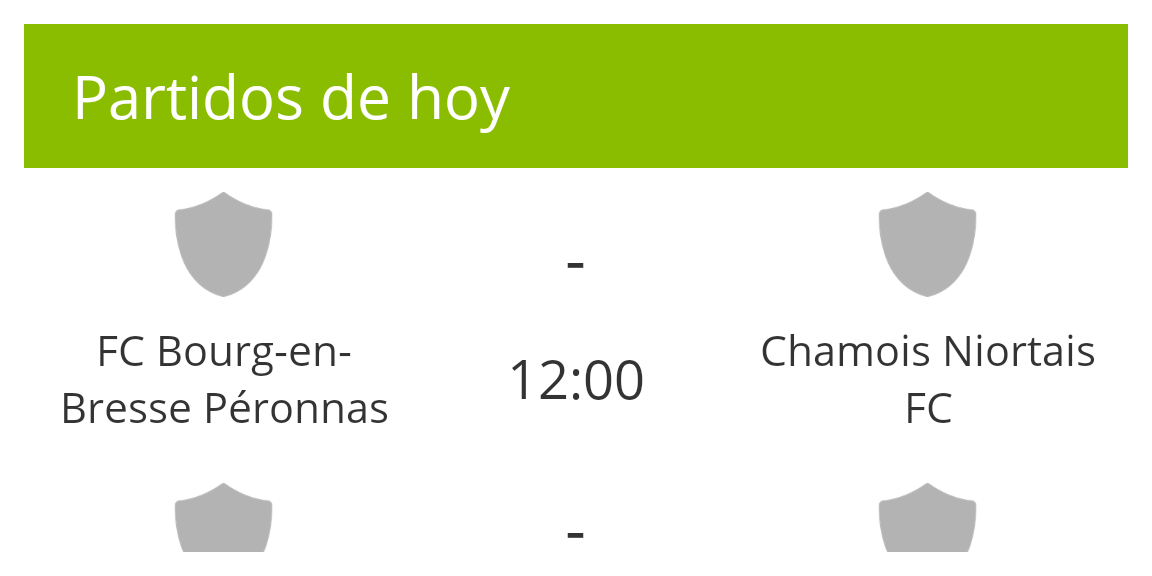 Partidos de hoy
-
FC Bourg-en-
Bresse Péronnas
12:00
Chamois Niortais
FC
-